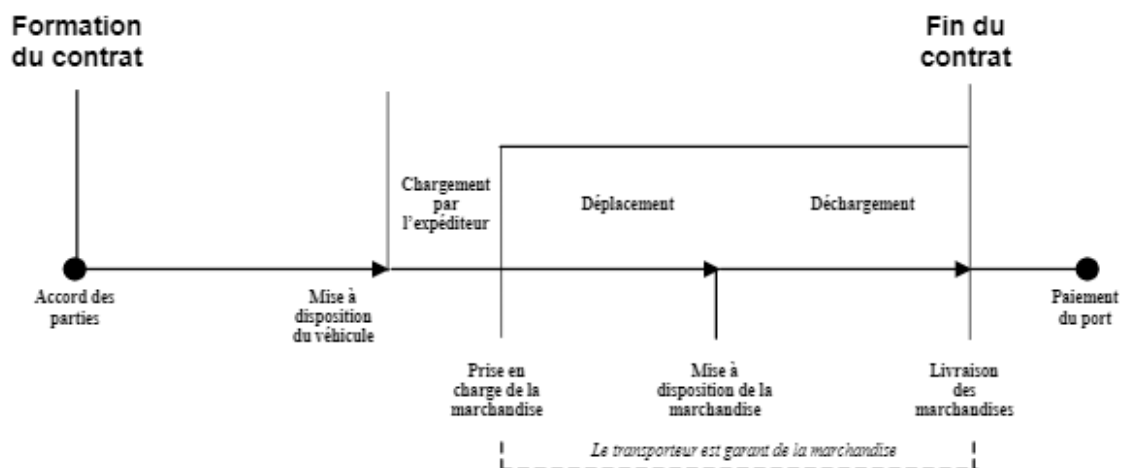 Formation
du contrat
Fin du
contrat
Chargement
par
l'expéditeur
Déplacement
Déchargement
Accord des
parties
Mise à
disposition
du véhicule
Paiement
du port
Prise en
charge de la
marchandise
Mise à
disposition de la
marchandise
Livraison
des
marchandises
Le transporteur est garant de la marchandise